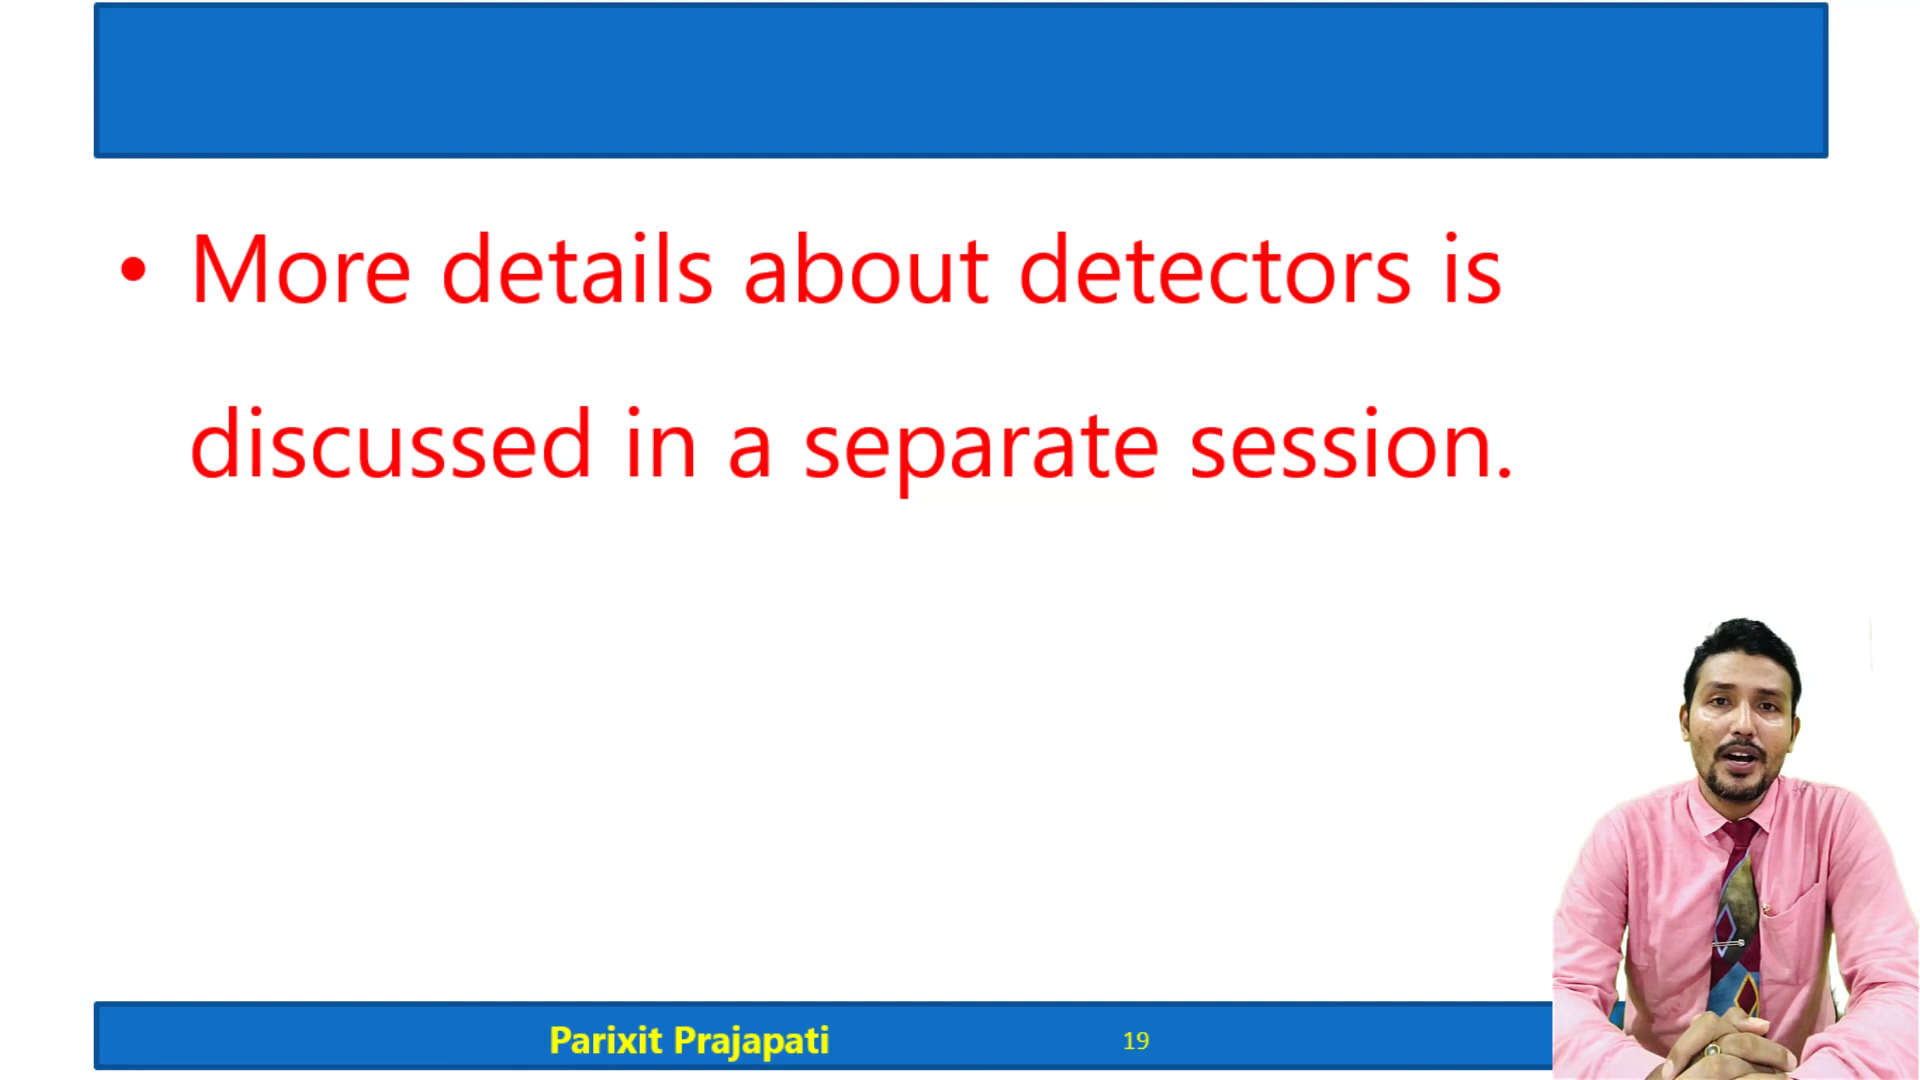 • More details about detectors is
discussed in a separate session.
Parixit Prajapati 19